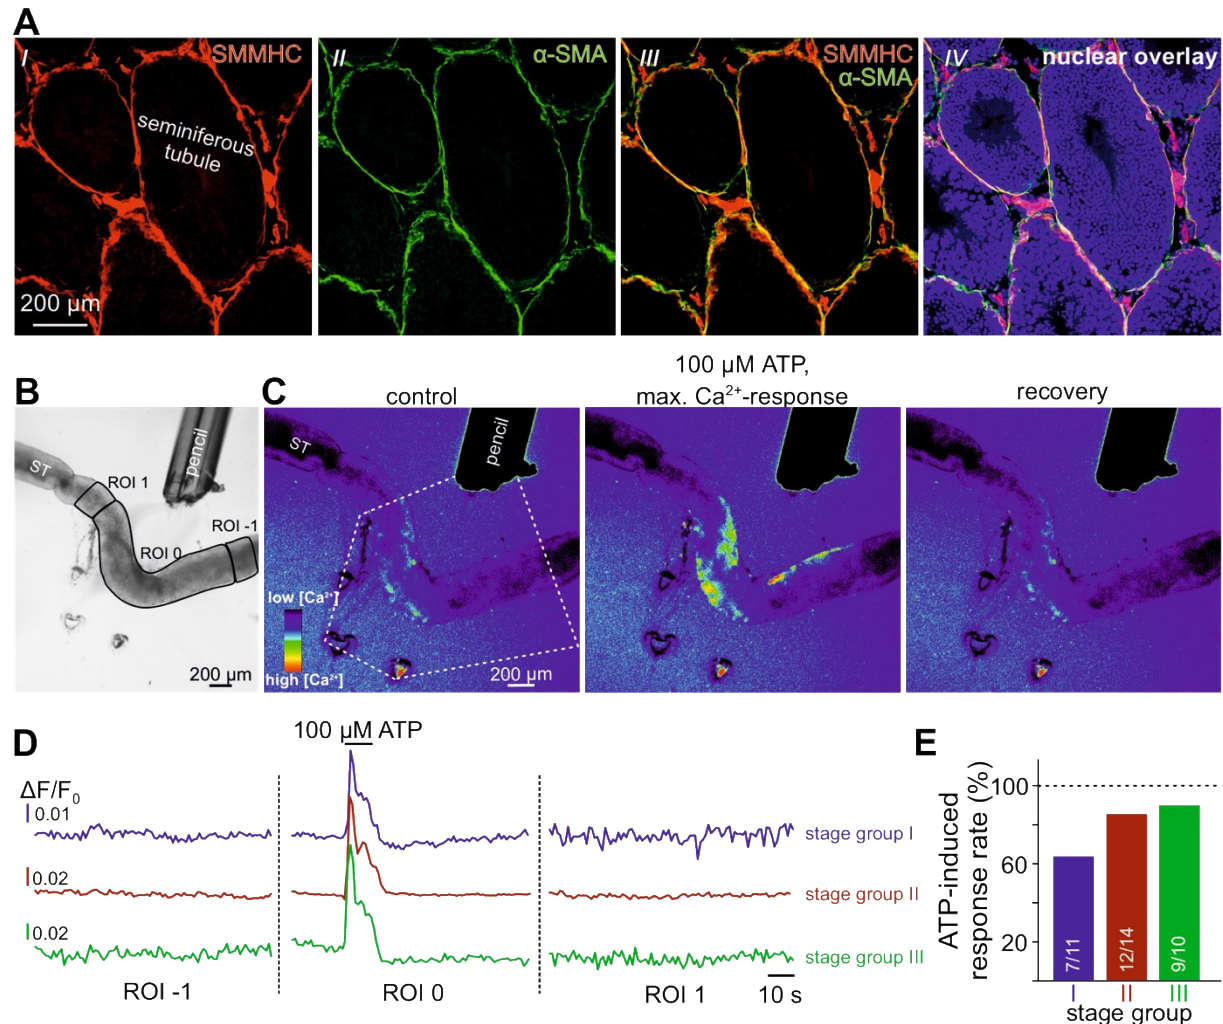 A
I
SMMHC
seminiferous
tubule
200 µm
II
α-SMA
III
SMMHC
α-SMA
IV
nuclear overlay
B
ST
ROI 1
pencil
ROI 0
ROI -1
200 µm
C
control
100 µM ATP,
max. Ca²⁺-response
recovery
ST
pencil
low [Ca²⁺]
high [Ca²⁺]
200 µm
D
100 µM ATP
ΔF/F₀
0.01
stage group I
0.02
stage group II
0.02
stage group III
ROI -1
ROI 0
ROI 1
10 s
E
ATP-induced
response rate (%)
100
60
20
7/11
12/14
9/10
I
II
III
stage group